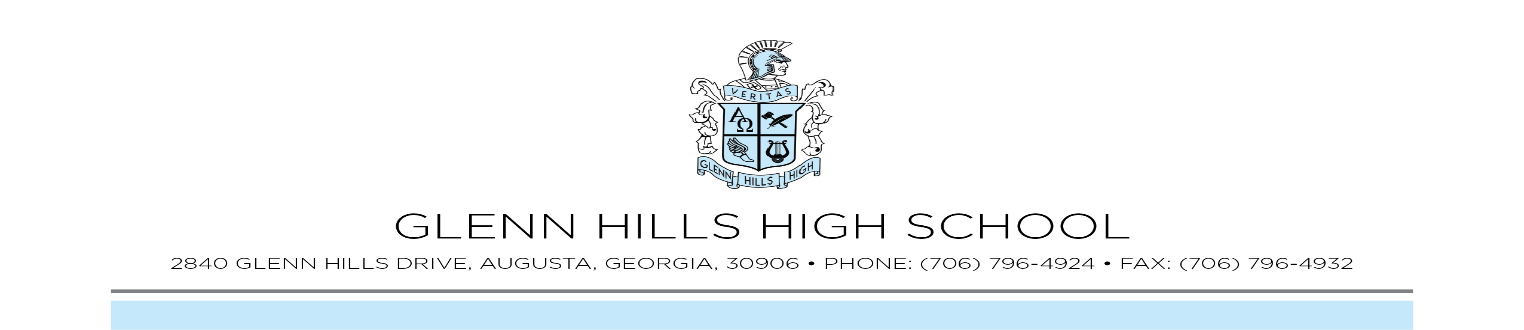 VERITAS
ΑΩ
GLENN HILLS HIGH
GLENN HILLS HIGH SCHOOL
2840 GLENN HILLS DRIVE, AUGUSTA, GEORGIA, 30906 • PHONE: (706) 796-4924 • FAX: (706) 796-4932